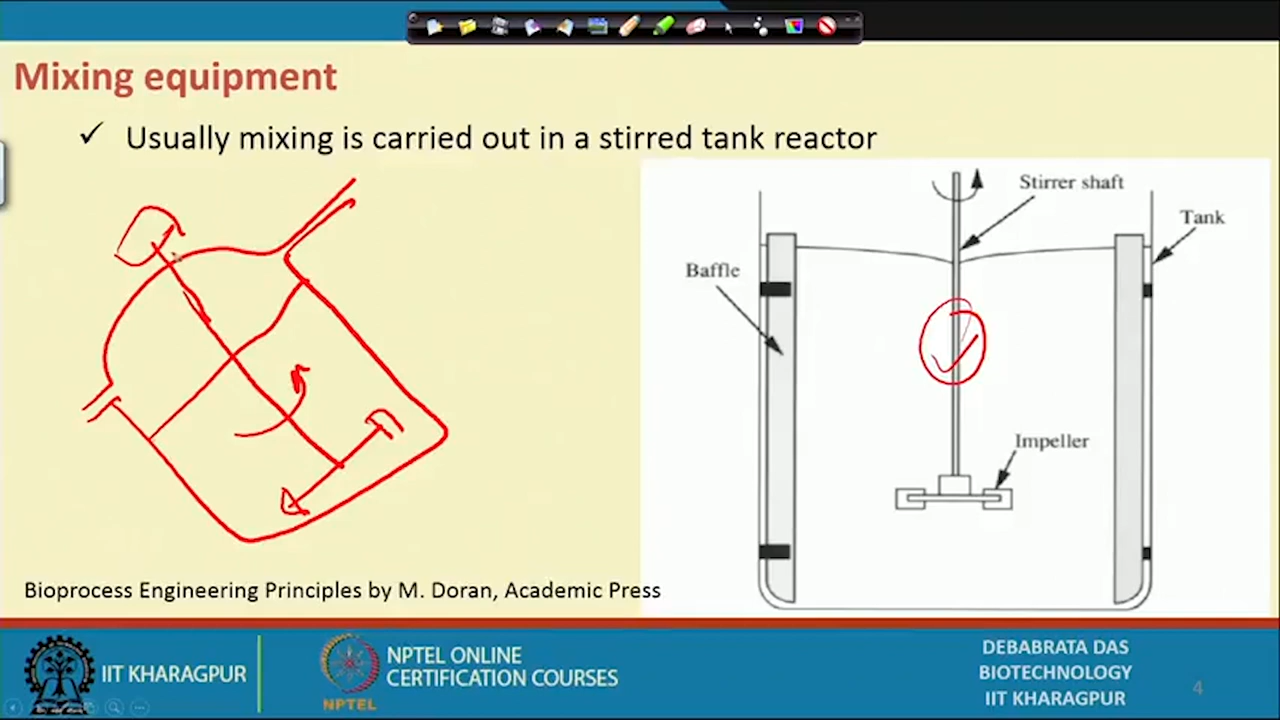 Mixing equipment
✓ Usually mixing is carried out in a stirred tank reactor
Stirrer shaft
Tank
Baffle
Impeller
Bioprocess Engineering Principles by M. Doran, Academic Press
IIT KHARAGPUR
NPTEL
NPTEL ONLINE
CERTIFICATION COURSES
DEBABRATA DAS
BIOTECHNOLOGY
IIT KHARAGPUR
4